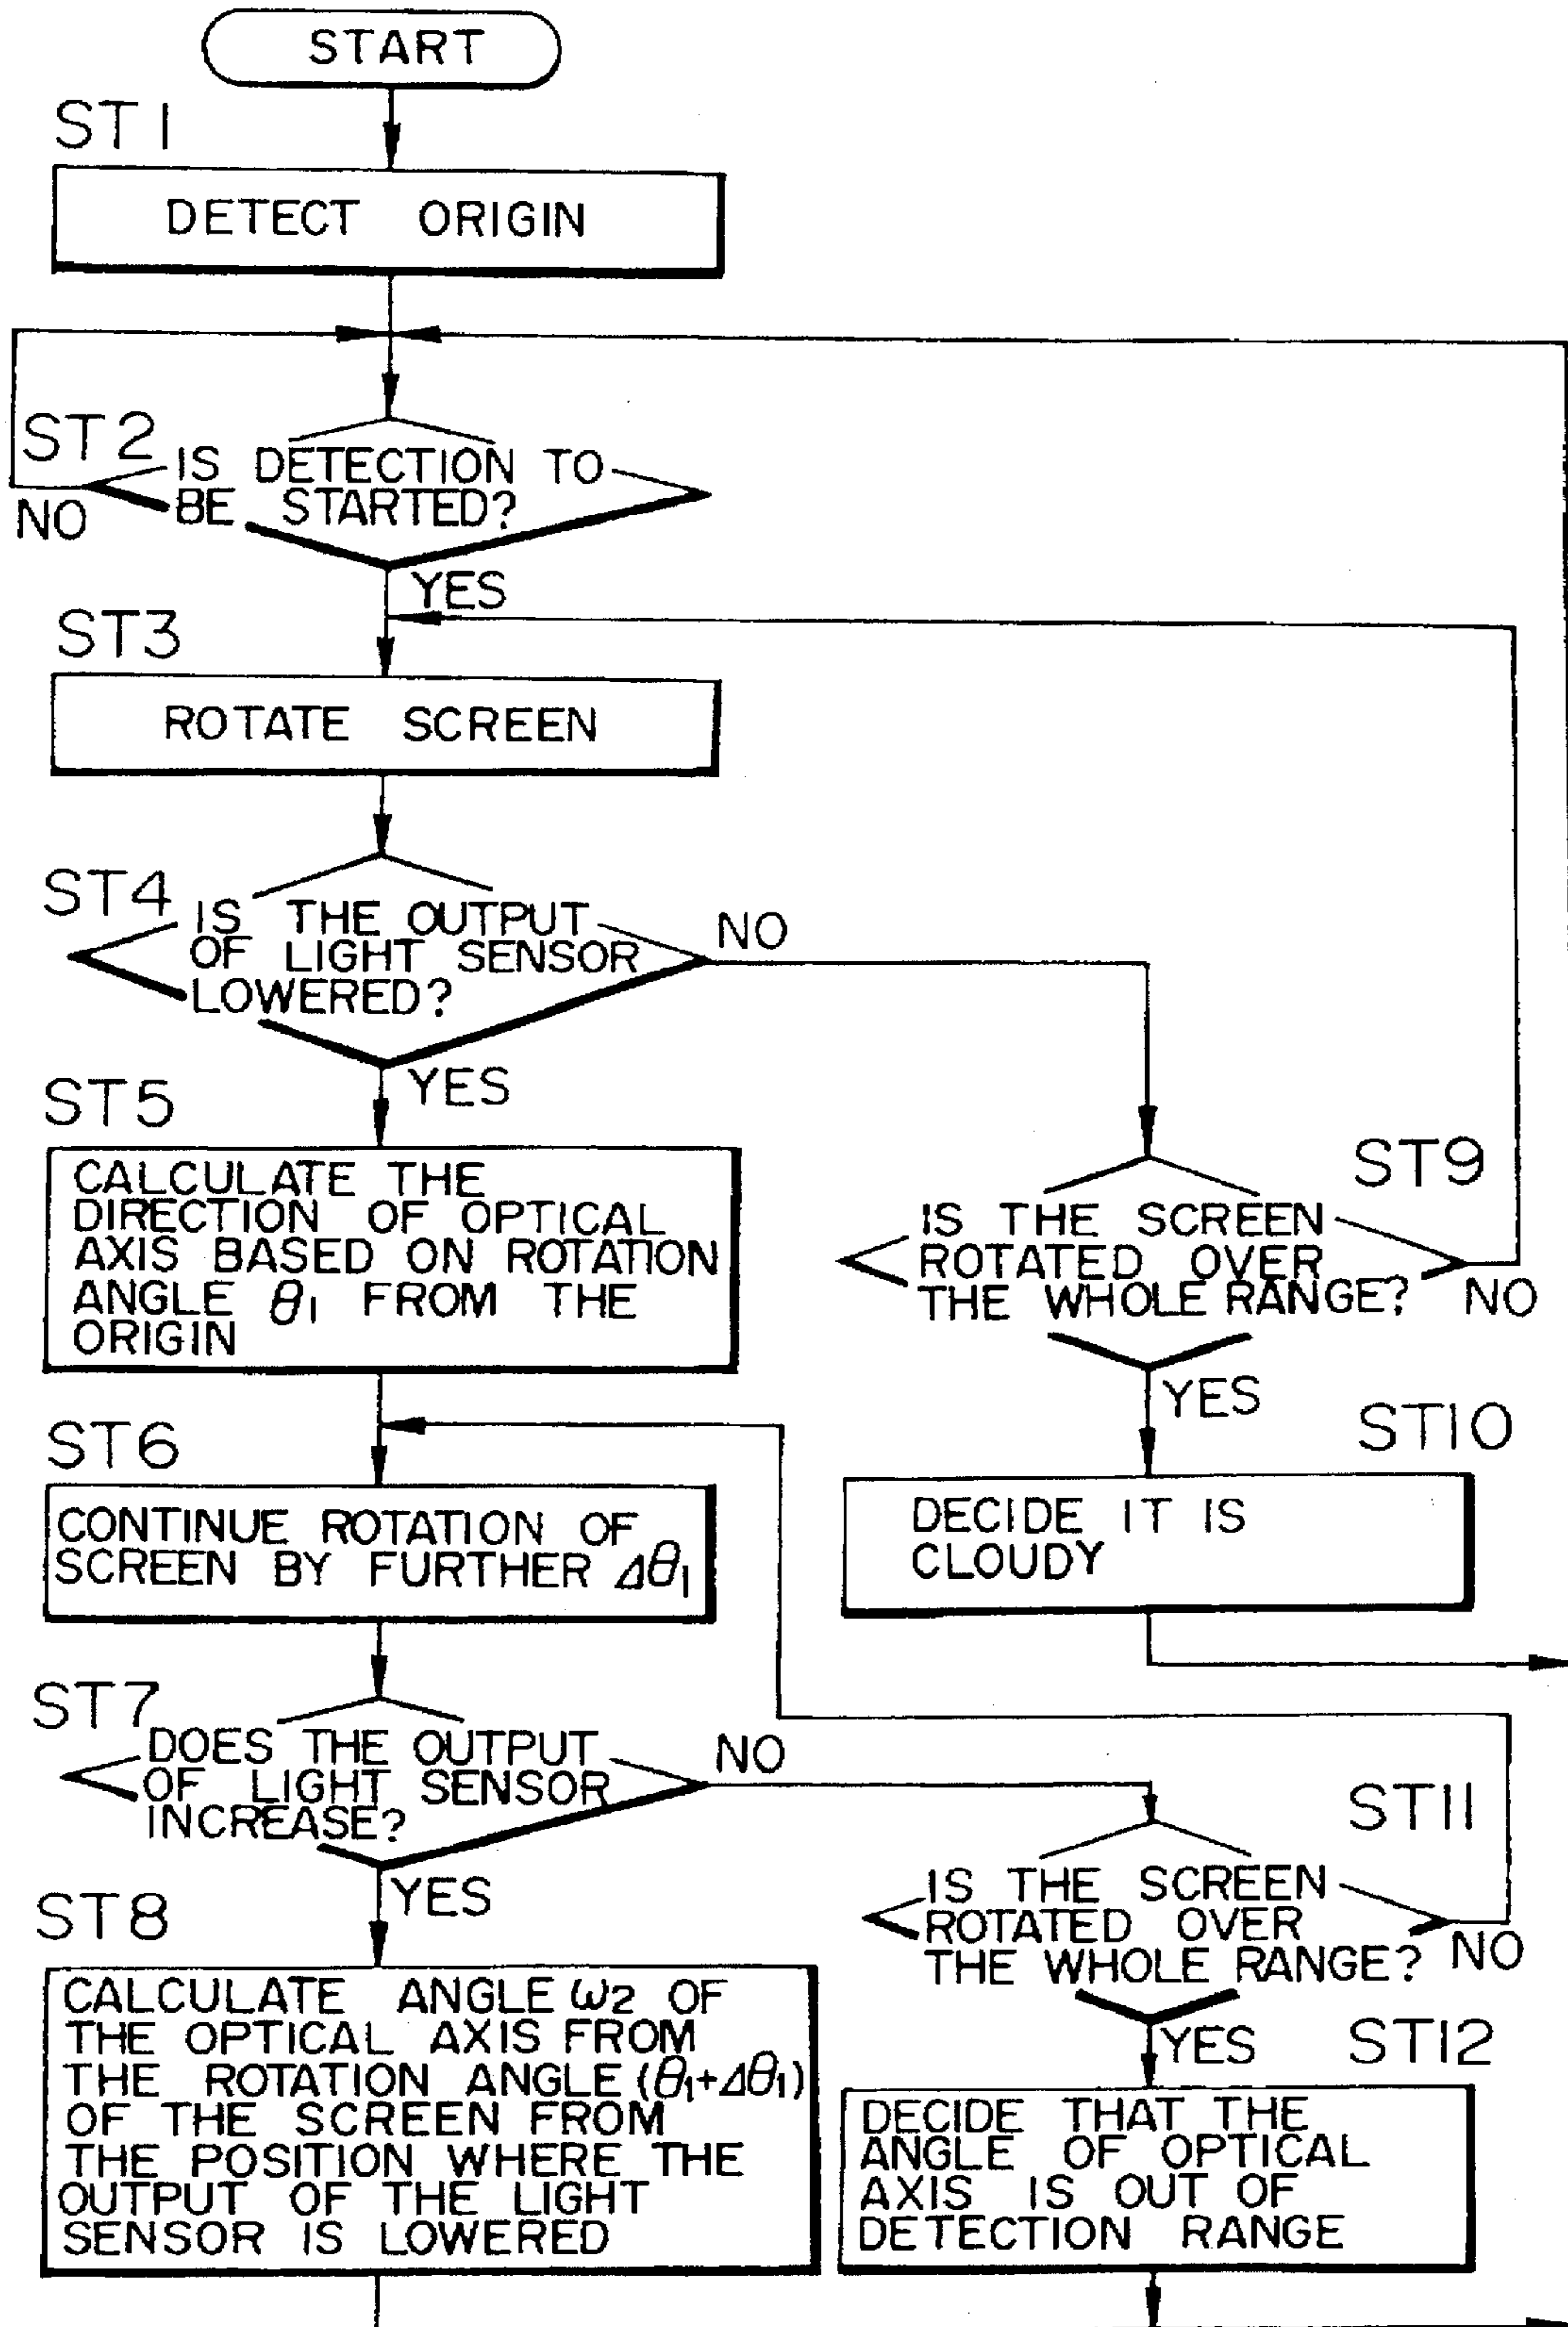 START
ST1
DETECT ORIGIN
ST2
IS DETECTION TO
BE STARTED?
NO
YES
ST3
ROTATE SCREEN
ST4
IS THE OUTPUT
OF LIGHT SENSOR
LOWERED?
NO
YES
ST5
CALCULATE THE
DIRECTION OF OPTICAL
AXIS BASED ON ROTATION
ANGLE θ1 FROM THE
ORIGIN
ST9
IS THE SCREEN
ROTATED OVER
THE WHOLE RANGE?
NO
YES
ST6
CONTINUE ROTATION OF
SCREEN BY FURTHER Δθ1
ST10
DECIDE IT IS
CLOUDY
ST7
DOES THE OUTPUT
OF LIGHT SENSOR
INCREASE?
NO
YES
ST11
IS THE SCREEN
ROTATED OVER
THE WHOLE RANGE?
NO
YES
ST8
CALCULATE ANGLE ω2 OF
THE OPTICAL AXIS FROM
THE ROTATION ANGLE (θ1+Δθ1)
OF THE SCREEN FROM
THE POSITION WHERE THE
OUTPUT OF THE LIGHT
SENSOR IS LOWERED
ST12
DECIDE THAT THE
ANGLE OF OPTICAL
AXIS IS OUT OF
DETECTION RANGE